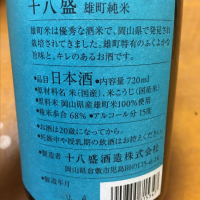 十八盛 雄町純米
雄町米は優秀な酒米で、岡山県で発見され
栽培されてきました。雄町特有のふくよかな
旨味と、キレのあるお酒です。
●品目 日本酒 ●内容量 720ml
●原材料名 米(国産)、米こうじ(国産米)
●原料米 岡山県産雄町米100%使用
●精米歩合 68% ●アルコール分 15度
●お酒は20歳になってから。
●妊娠中や授乳期の飲酒はお控えください。
●製造者 十八盛酒造株式会社
岡山県倉敷市児島田の口
●製造年月